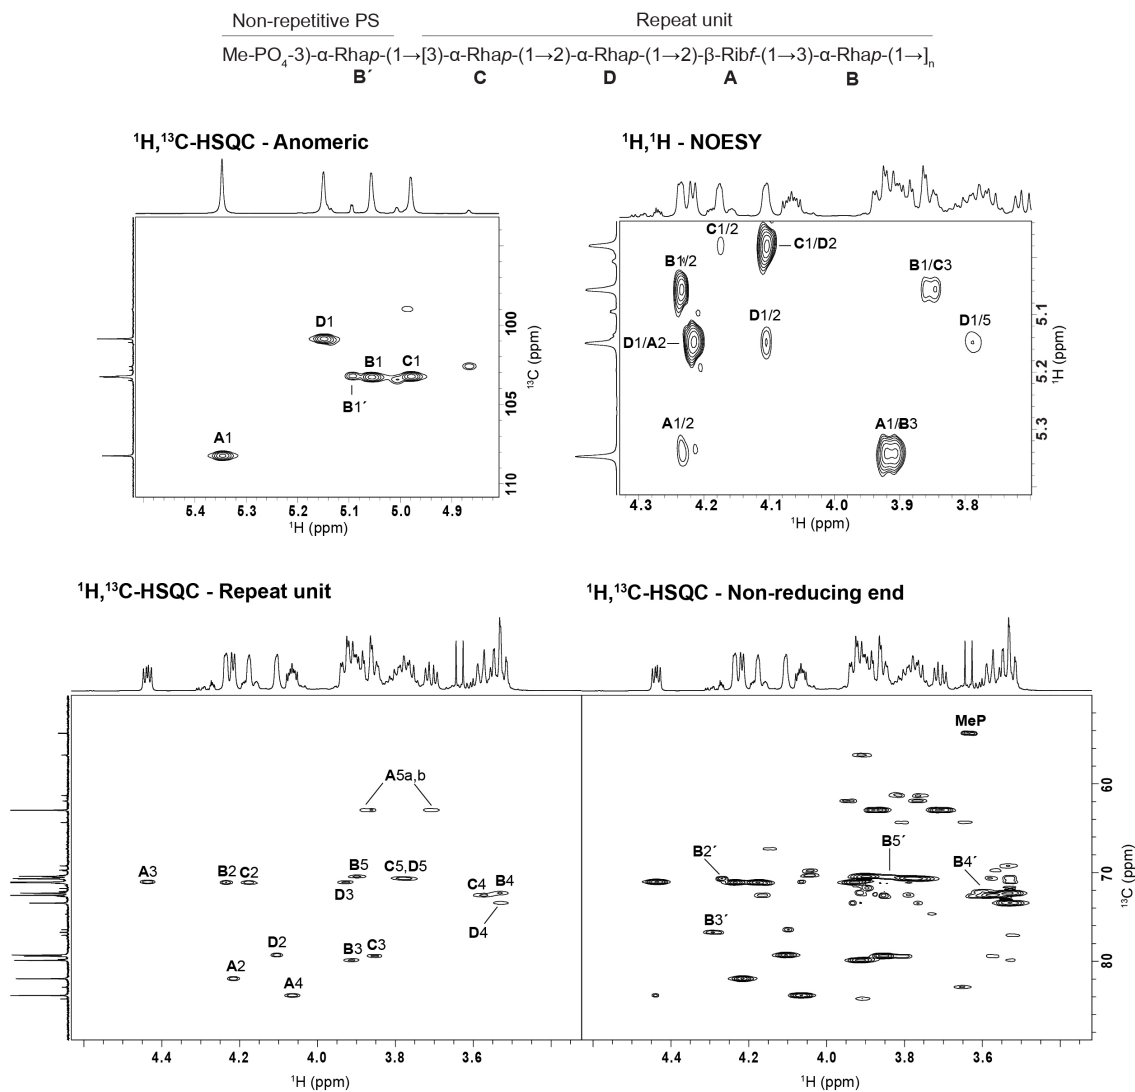 Non-repetitive PS Repeat unit
Me-PO₄-3)-α-Rhap-(1→[3)-α-Rhap-(1→2)-α-Rhap-(1→2)-β-Ribf-(1→3)-α-Rhap-(1→]ₙ
B´ C D A B
¹H,¹³C-HSQC - Anomeric
D1
B1
C1
B1´
A1
100
105
110
¹³C (ppm)
5.4 5.3 5.2 5.1 5.0 4.9
¹H (ppm)
¹H,¹H - NOESY
C1/2
C1/D2
B1/2
B1/C3
D1/2
D1/A2
D1/5
A1/2
A1/B3
5.1
5.2
5.3
¹H (ppm)
4.3 4.2 4.1 4.0 3.9 3.8
¹H (ppm)
¹H,¹³C-HSQC - Repeat unit
A5a,b
A3
B2
C2
B5
D3
C5,D5
C4
B4
D4
D2
B3
C3
A2
A4
4.4 4.2 4.0 3.8 3.6
¹H (ppm)
¹H,¹³C-HSQC - Non-reducing end
MeP
B2´
B5´
B4´
B3´
60
70
80
¹³C (ppm)
4.4 4.2 4.0 3.8 3.6
¹H (ppm)